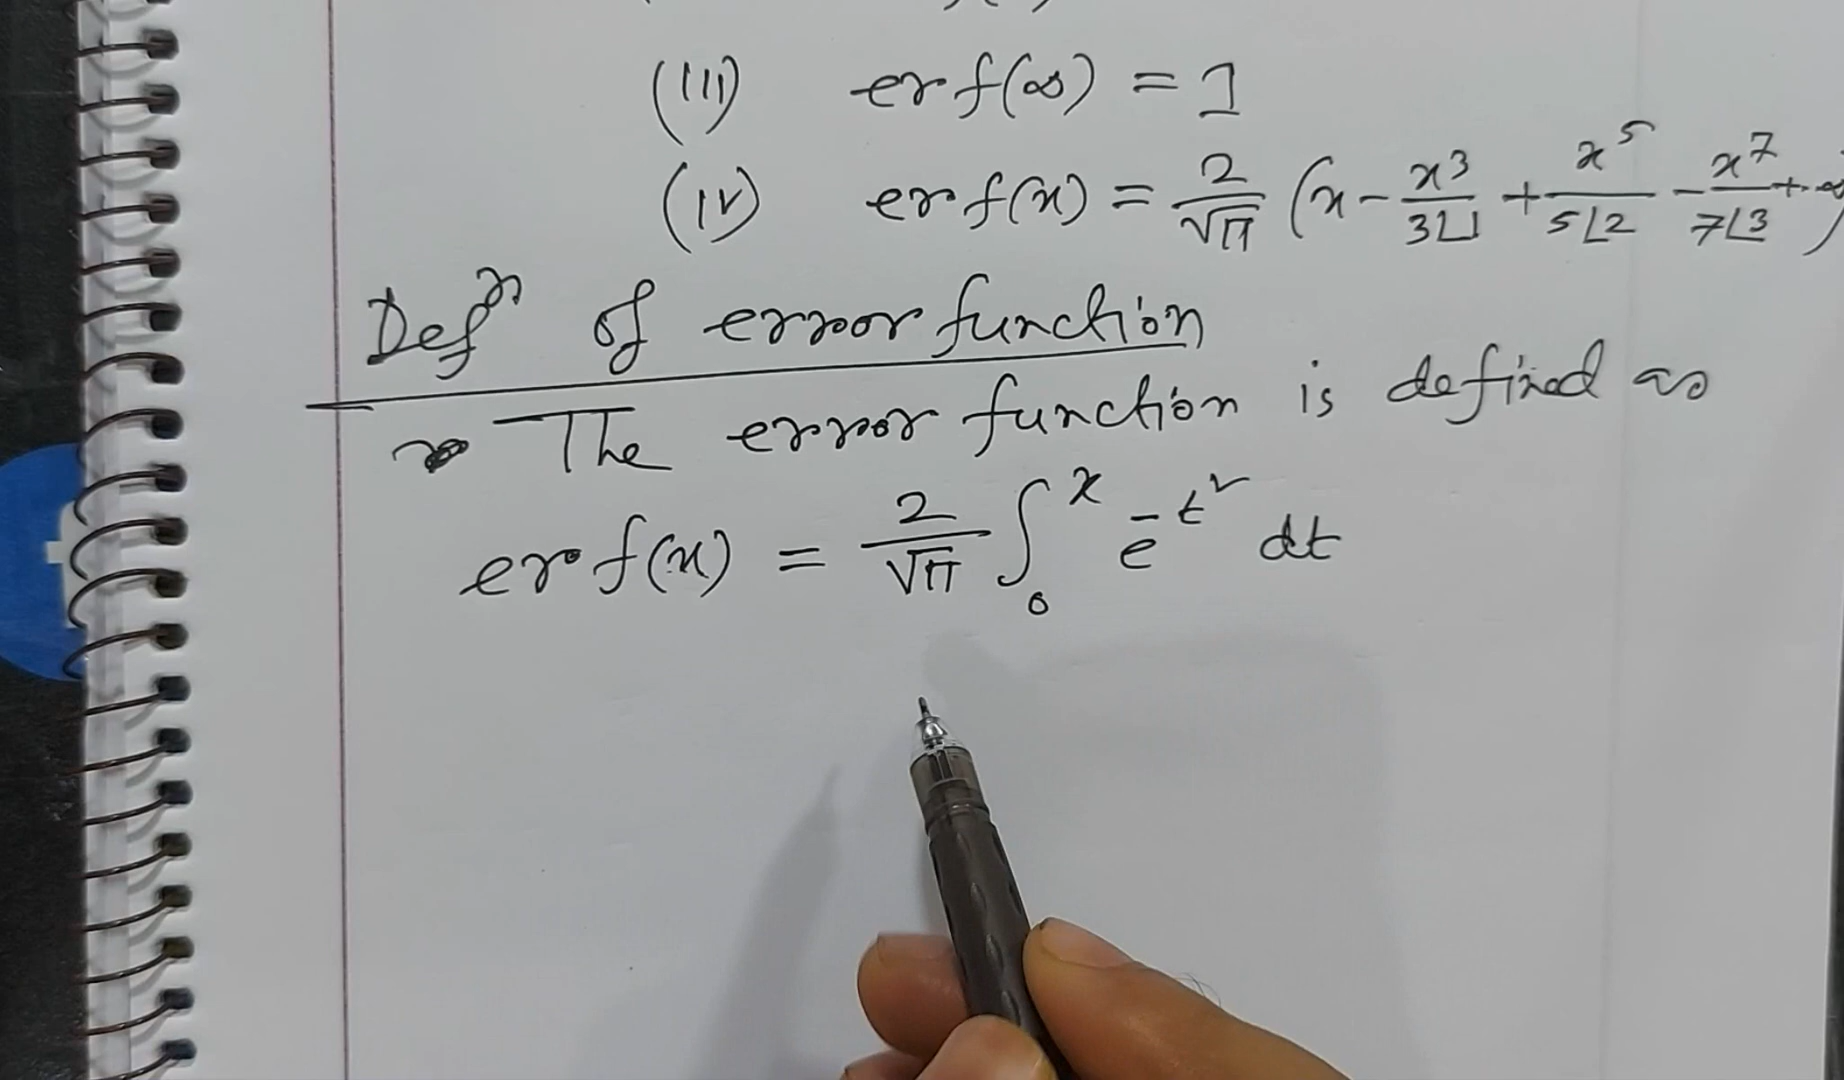 (III) erf(∞) = 1
(IV) erf(x) = 2/√π (x - x³/3∟1 + x⁵/5∟2 - x⁷/7∟3 + -- ∞)
Defⁿ of error function
The error function is defined as
erf(x) = 2/√π ∫₀ˣ e^-t² dt